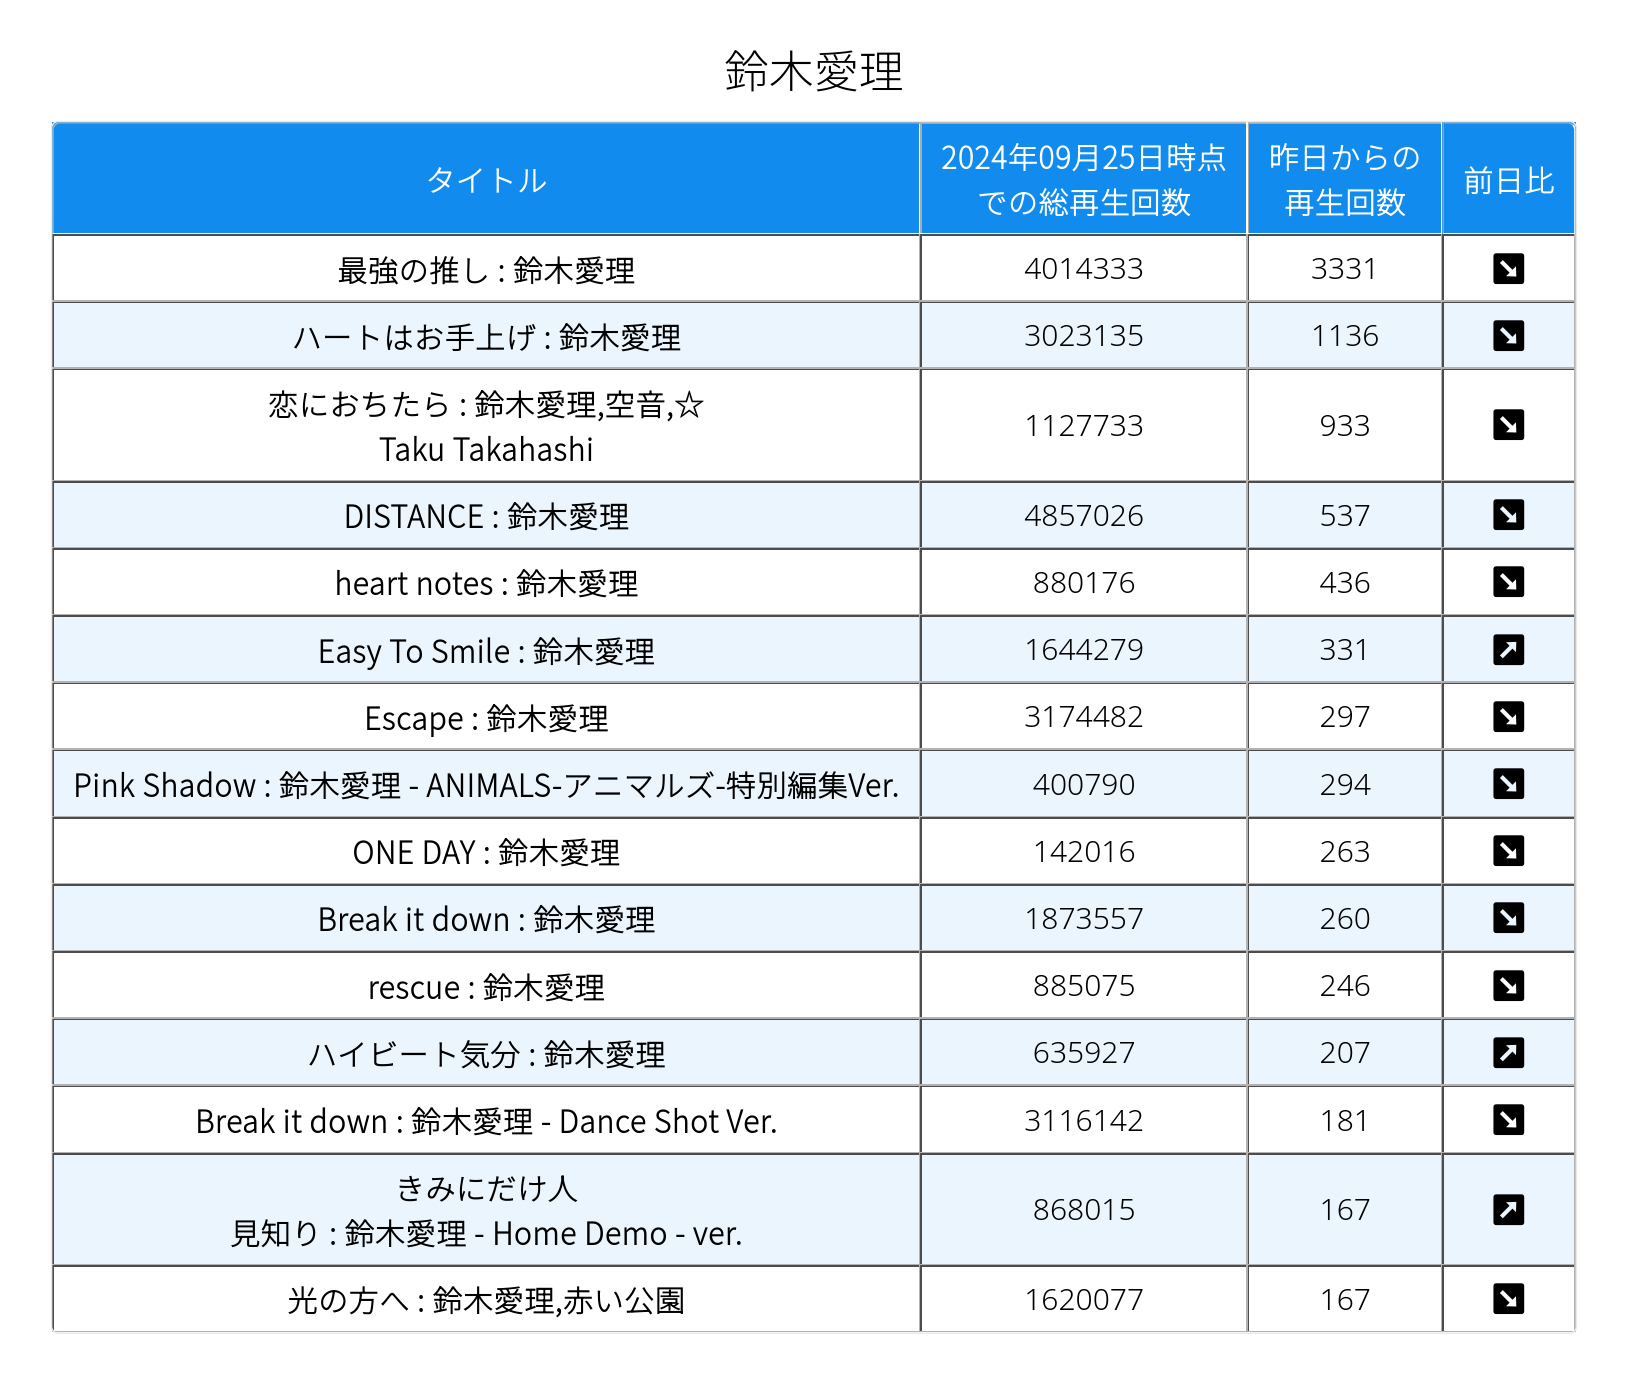 鈴木愛理
タイトル
2024年09月25日時点
での総再生回数
昨日からの
再生回数
前日比
最強の推し : 鈴木愛理 4014333 3331
ハートはお手上げ : 鈴木愛理 3023135 1136
恋におちたら : 鈴木愛理,空音,☆
Taku Takahashi
1127733 933
DISTANCE : 鈴木愛理 4857026 537
heart notes : 鈴木愛理 880176 436
Easy To Smile : 鈴木愛理 1644279 331
Escape : 鈴木愛理 3174482 297
Pink Shadow : 鈴木愛理 - ANIMALS-アニマルズ-特別編集Ver. 400790 294
ONE DAY : 鈴木愛理 142016 263
Break it down : 鈴木愛理 1873557 260
rescue : 鈴木愛理 885075 246
ハイビート気分 : 鈴木愛理 635927 207
Break it down : 鈴木愛理 - Dance Shot Ver. 3116142 181
きみにだけ人
見知り : 鈴木愛理 - Home Demo - ver.
868015 167
光の方へ : 鈴木愛理,赤い公園 1620077 167